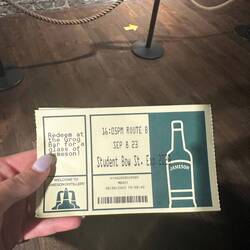 Redeem at
the Grog
Bar for a
glass of
Jameson!
WELCOME TO
JAMESON DISTILLERY
16:05PM ROUTE B
SEP 8 23
Student Bow St. Exp
JAMESON